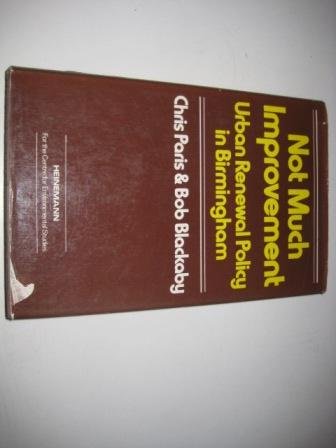 Not Much
Improvement
Urban Renewal Policy
in Birmingham
Chris Paris & Bob Blackaby
HEINEMANN
For the Centre for Environmental Studies